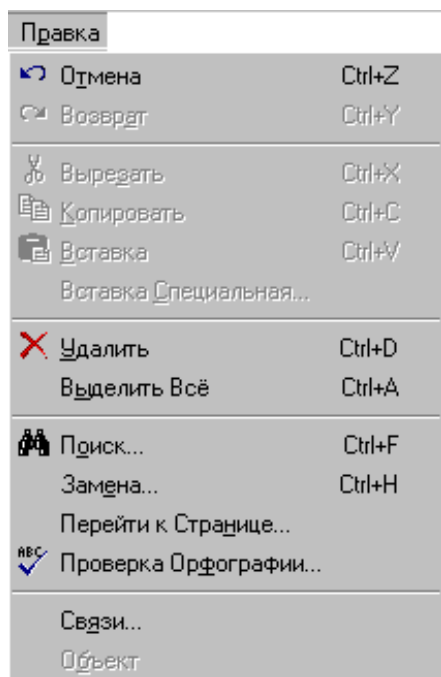 Правка
Отмена Ctrl+Z
Возврат Ctrl+Y
Вырезать Ctrl+X
Копировать Ctrl+C
Вставка Ctrl+V
Вставка Специальная...
Удалить Ctrl+D
Выделить Всё Ctrl+A
Поиск... Ctrl+F
Замена... Ctrl+H
Перейти к Странице...
ABC Проверка Орфографии...
Связи...
Объект